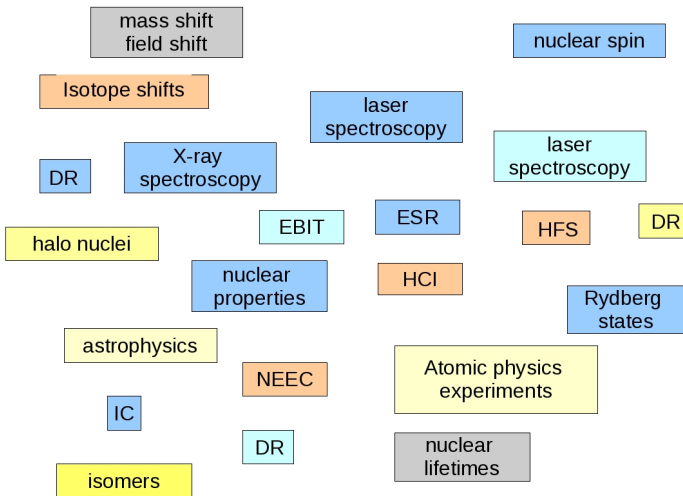 mass shift
field shift
nuclear spin
Isotope shifts
laser
spectroscopy
laser
spectroscopy
X-ray
spectroscopy
DR
EBIT
ESR
HFS
DR
halo nuclei
nuclear
properties
HCI
Rydberg
states
astrophysics
Atomic physics
experiments
NEEC
IC
DR
nuclear
lifetimes
isomers